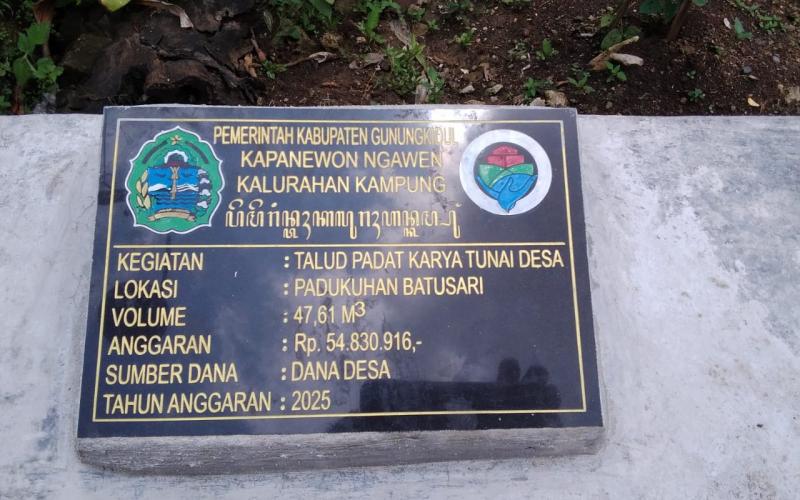 PEMERINTAH KABUPATEN GUNUNGKIDUL
KAPANEWON NGAWEN
KALURAHAN KAMPUNG
KEGIATAN : TALUD PADAT KARYA TUNAI DESA
LOKASI : PADUKUHAN BATUSARI
VOLUME : 47,61 M³
ANGGARAN : Rp. 54.830.916,-
SUMBER DANA : DANA DESA
TAHUN ANGGARAN : 2025